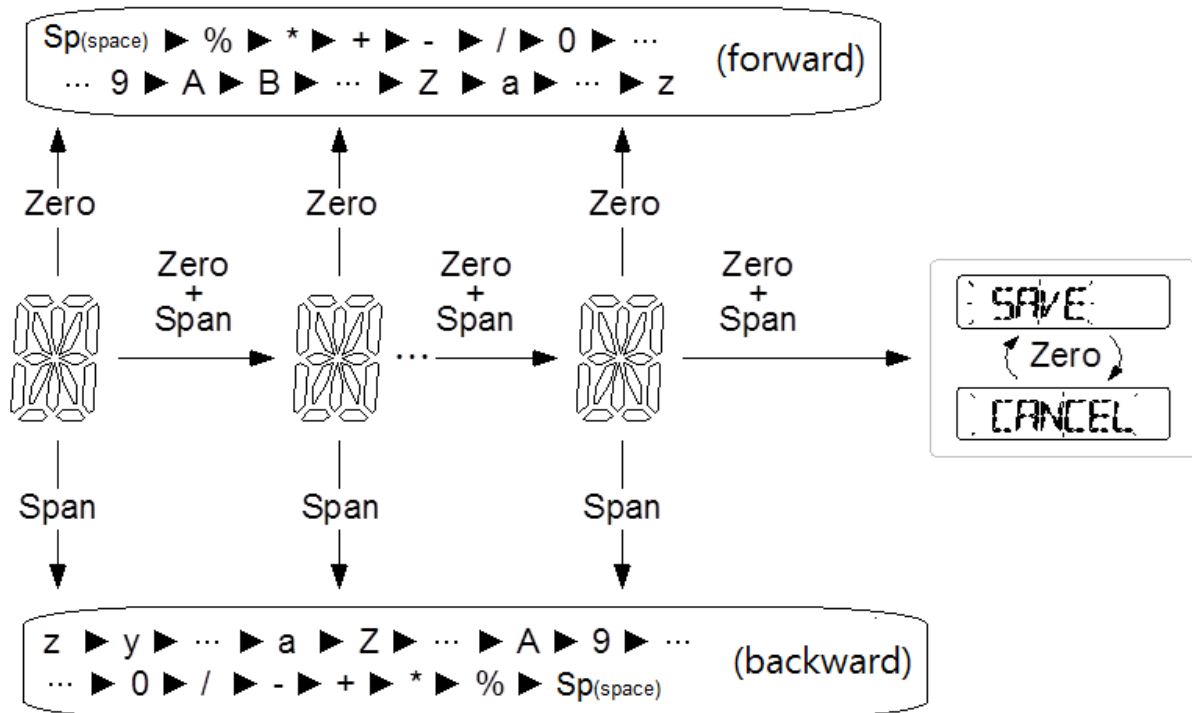 Sp(space) ► % ► * ► + ► - ► / ► 0 ► ···
··· 9 ► A ► B ► ··· ► Z ► a ► ··· ► z
(forward)
Zero
Zero
Zero
Zero
+
Span
Zero
+
Span
Zero
+
Span
···
SAVE
Zero
CANCEL
Span
Span
Span
z ► y ► ··· ► a ► Z ► ··· ► A ► 9 ► ···
··· ► 0 ► / ► - ► + ► * ► % ► Sp(space)
(backward)